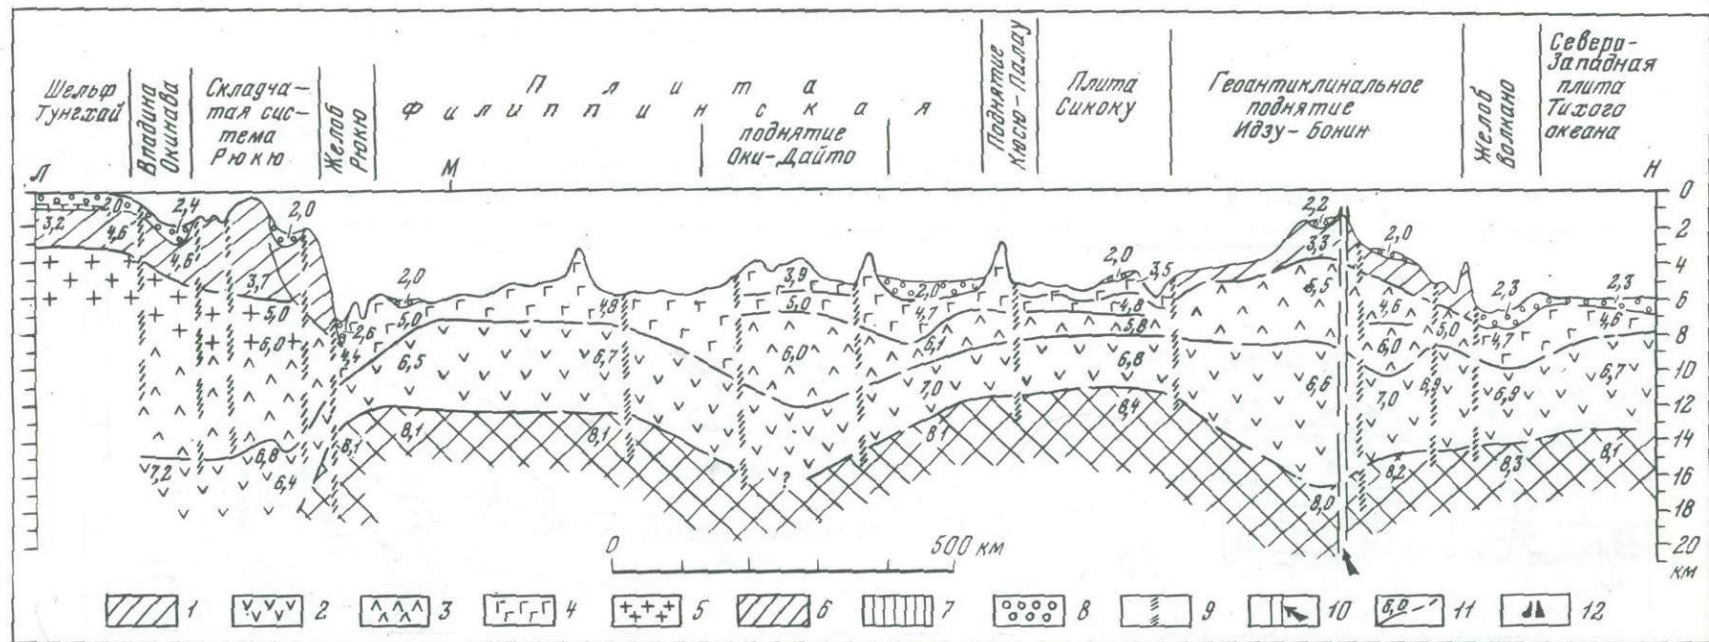 Шельф
Тунгхай
Впадина
Окинава
Складча-
тая сис-
тема
Рюкю
Желоб
Рюкю
Плита
Филиппинская
поднятие
Оки-Дайто
Поднятие
Кюсю-Палау
Плита
Сикоку
Геоантиклинальное
поднятие
Идзу-Бонин
Желоб
Волкано
Северо-
Западная
плита
Тихого
океана
Л
М
Н
3,2
2,0
4,6
2,4
4,6
2,0
3,7
5,0
6,0
7,2
6,8
6,4
2,6
4,4
8,1
2,0
5,0
6,5
8,1
4,9
6,7
8,1
3,9
5,0
6,0
?
2,0
4,7
6,1
7,0
8,1
2,0
3,5
4,8
5,8
6,8
8,4
2,2
3,3
5,5
6,6
8,0
2,0
4,6
5,0
6,0
7,0
6,9
8,2
2,3
4,7
6,9
8,3
2,3
4,6
6,7
8,1
0
2
4
6
8
10
12
14
16
18
20
км
0
500 км
1
2
3
4
5
6
7
8
9
10
6,0
11
12